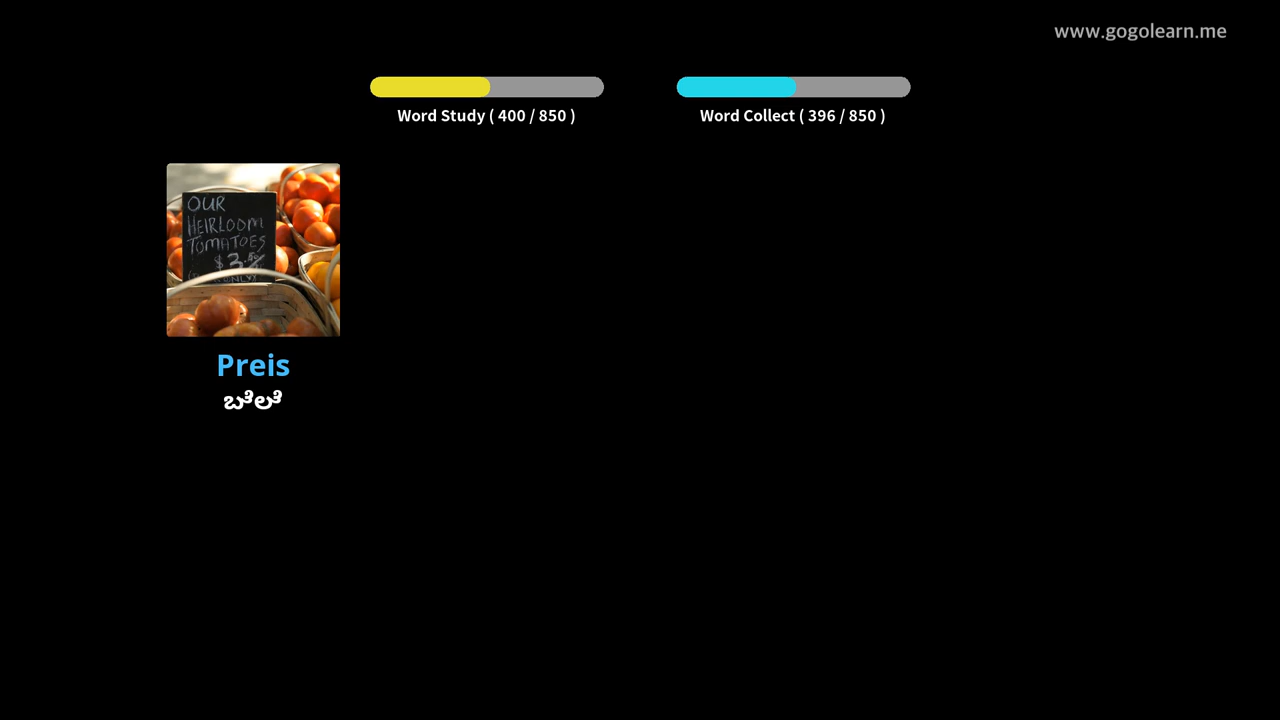 www.gogolearn.me
Word Study ( 400 / 850 )
Word Collect ( 396 / 850 )
OUR
HEIRLOOM
TOMATOES
Preis
ಬೆಲೆ